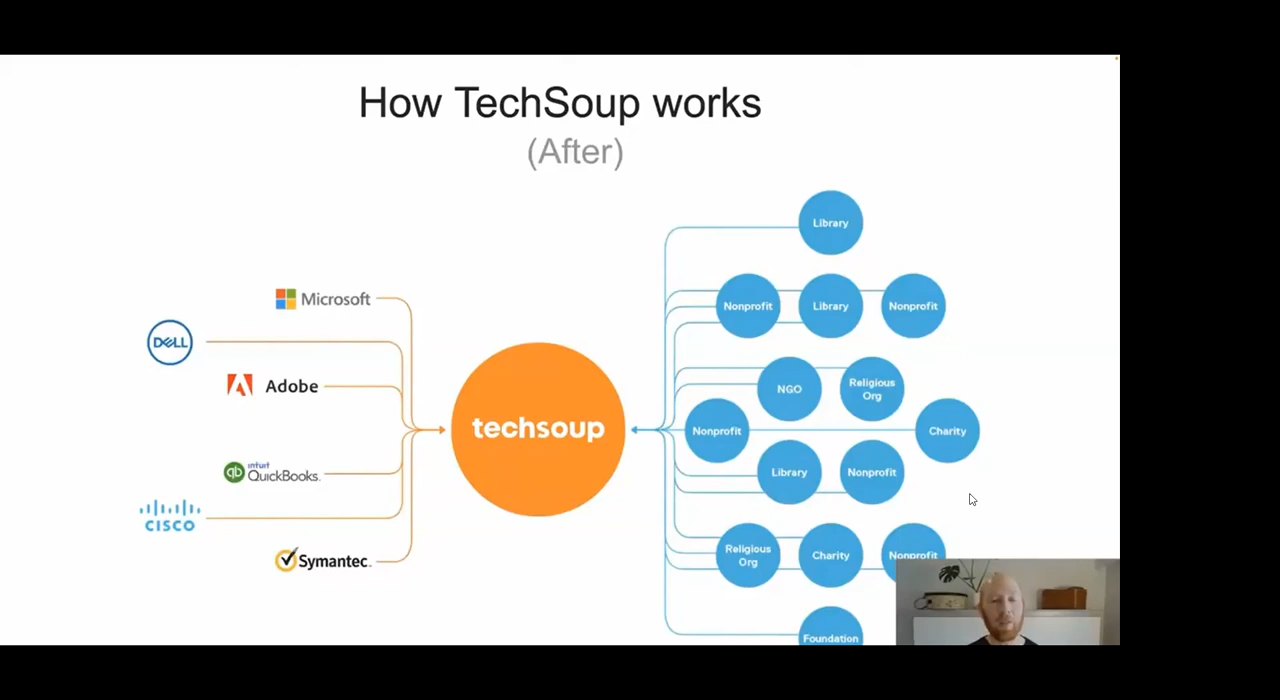 How TechSoup works
(After)
Library
Microsoft
Nonprofit
Library
Nonprofit
DELL
Adobe
NGO
Religious
Org
techsoup
Nonprofit
Charity
intuit
QuickBooks.
Library
Nonprofit
CISCO
Symantec.
Religious
Org
Charity
Nonprofit
Foundation